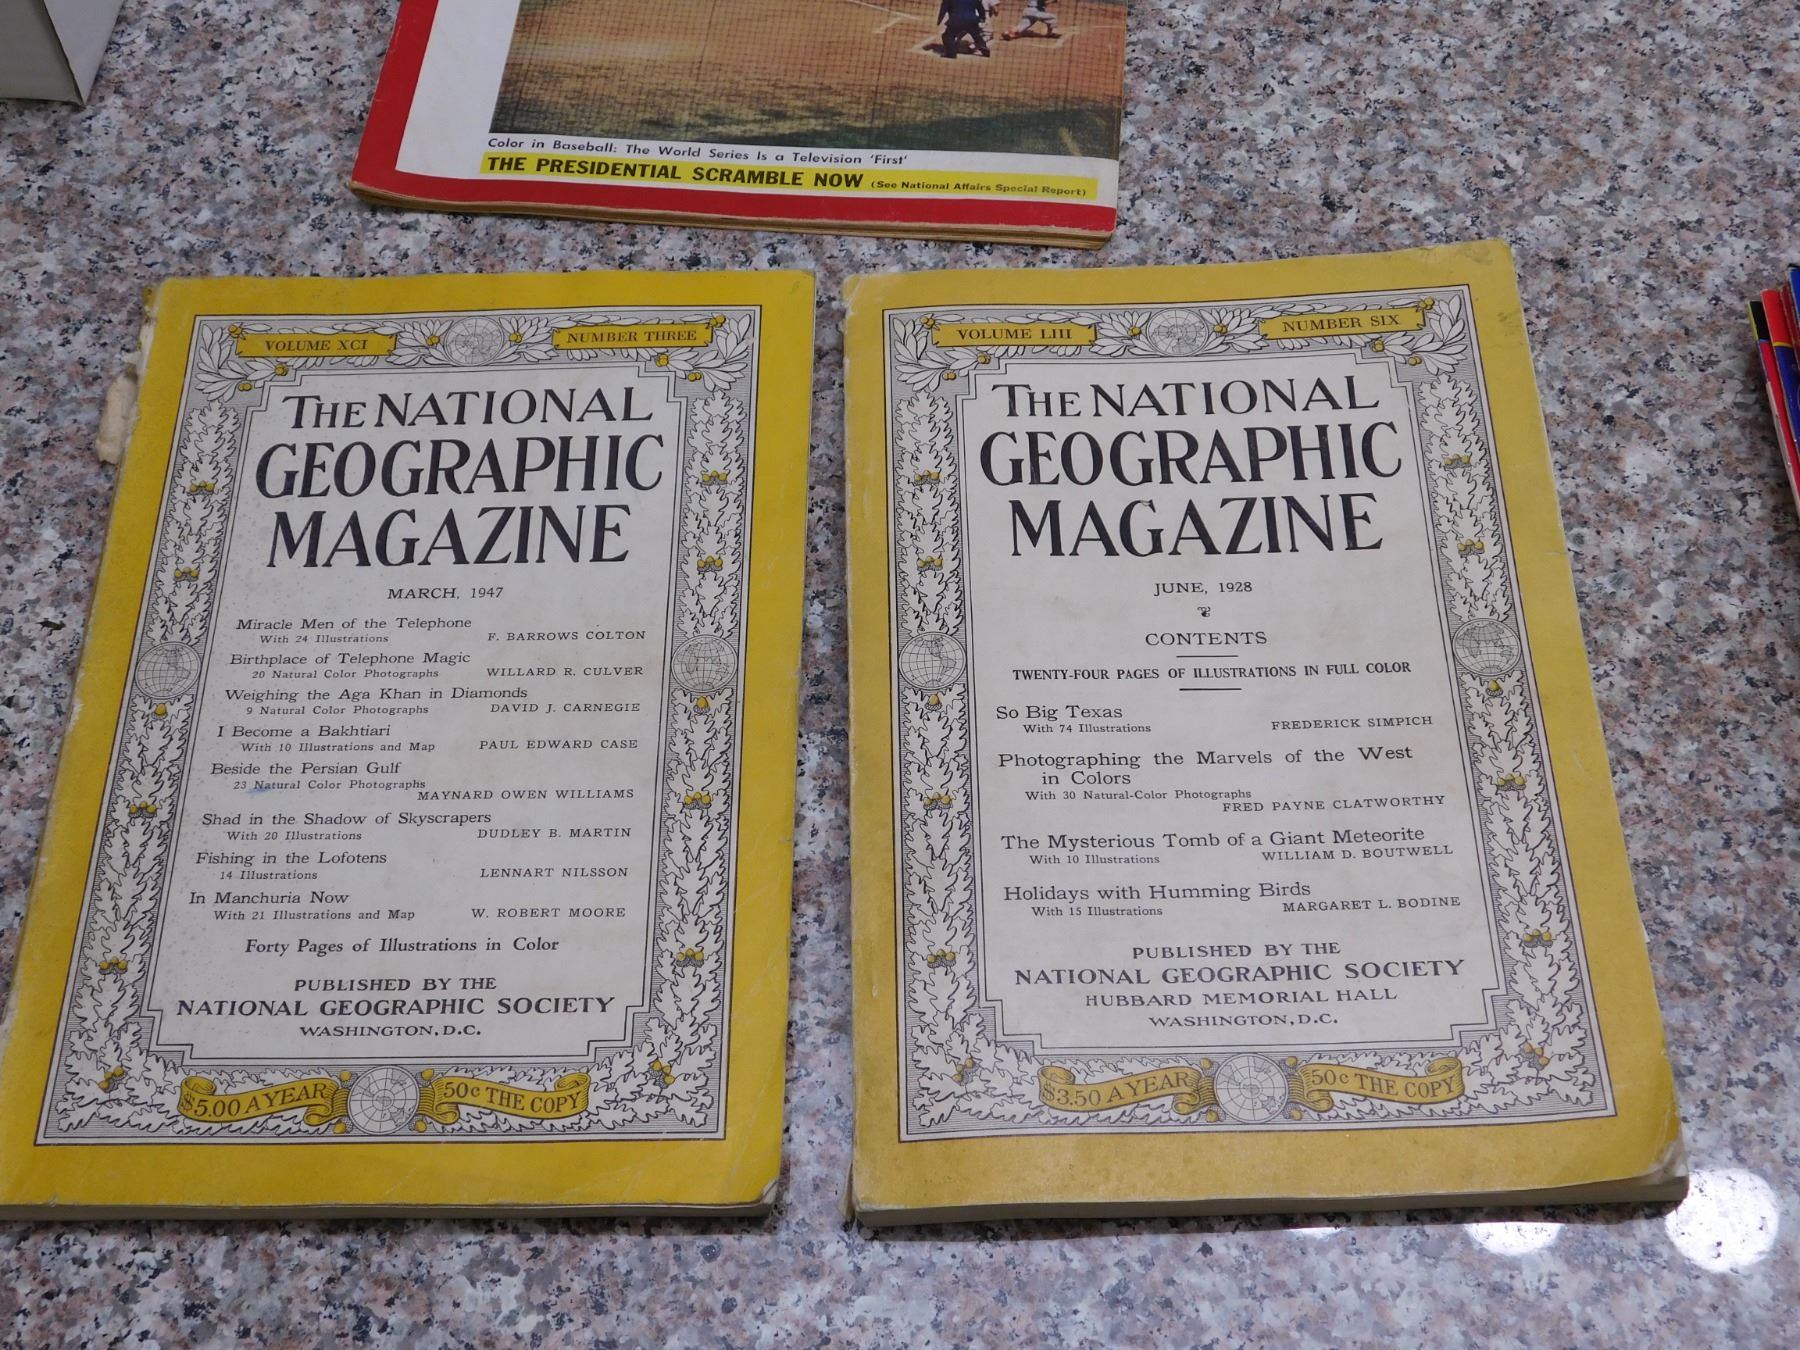 Color in Baseball: The World Series Is a Television 'First'
THE PRESIDENTIAL SCRAMBLE NOW (See National Affairs Special Report)
VOLUME XCI
NUMBER THREE
THE NATIONAL
GEOGRAPHIC
MAGAZINE
MARCH, 1947
Miracle Men of the Telephone
With 24 Illustrations F. BARROWS COLTON
Birthplace of Telephone Magic
20 Natural Color Photographs WILLARD R. CULVER
Weighing the Aga Khan in Diamonds
9 Natural Color Photographs DAVID J. CARNEGIE
I Become a Bakhtiari
With 10 Illustrations and Map PAUL EDWARD CASE
Beside the Persian Gulf
23 Natural Color Photographs
MAYNARD OWEN WILLIAMS
Shad in the Shadow of Skyscrapers
With 20 Illustrations DUDLEY B. MARTIN
Fishing in the Lofotens
14 Illustrations LENNART NILSSON
In Manchuria Now
With 21 Illustrations and Map W. ROBERT MOORE
Forty Pages of Illustrations in Color
PUBLISHED BY THE
NATIONAL GEOGRAPHIC SOCIETY
WASHINGTON, D.C.
$5.00 A YEAR
50¢ THE COPY
VOLUME LIII
NUMBER SIX
THE NATIONAL
GEOGRAPHIC
MAGAZINE
JUNE, 1928
CONTENTS
TWENTY-FOUR PAGES OF ILLUSTRATIONS IN FULL COLOR
So Big Texas
With 74 Illustrations FREDERICK SIMPICH
Photographing the Marvels of the West
in Colors
With 30 Natural-Color Photographs
FRED PAYNE CLATWORTHY
The Mysterious Tomb of a Giant Meteorite
With 10 Illustrations WILLIAM D. BOUTWELL
Holidays with Humming Birds
With 15 Illustrations MARGARET L. BODINE
PUBLISHED BY THE
NATIONAL GEOGRAPHIC SOCIETY
HUBBARD MEMORIAL HALL
WASHINGTON, D.C.
$3.50 A YEAR
50¢ THE COPY